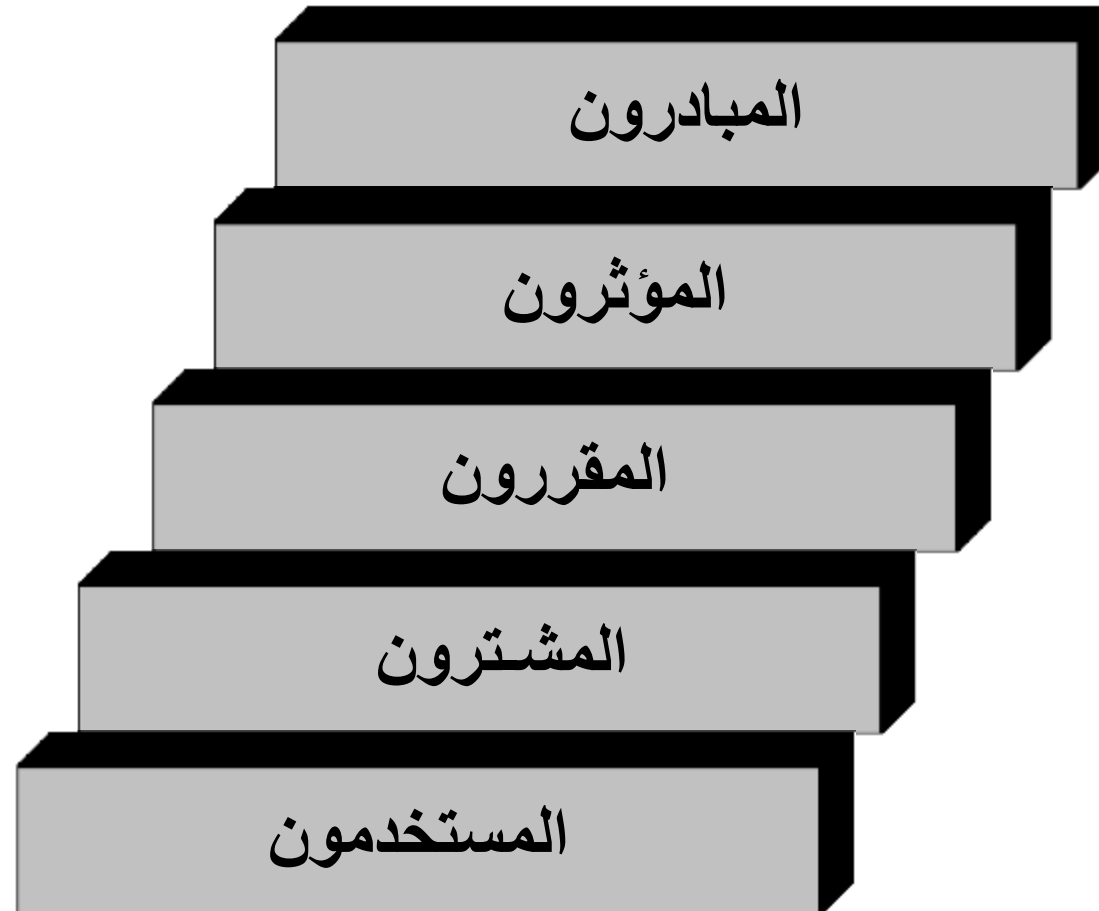 المبادرون
المؤثرون
المقررون
المشترون
المستخدمون